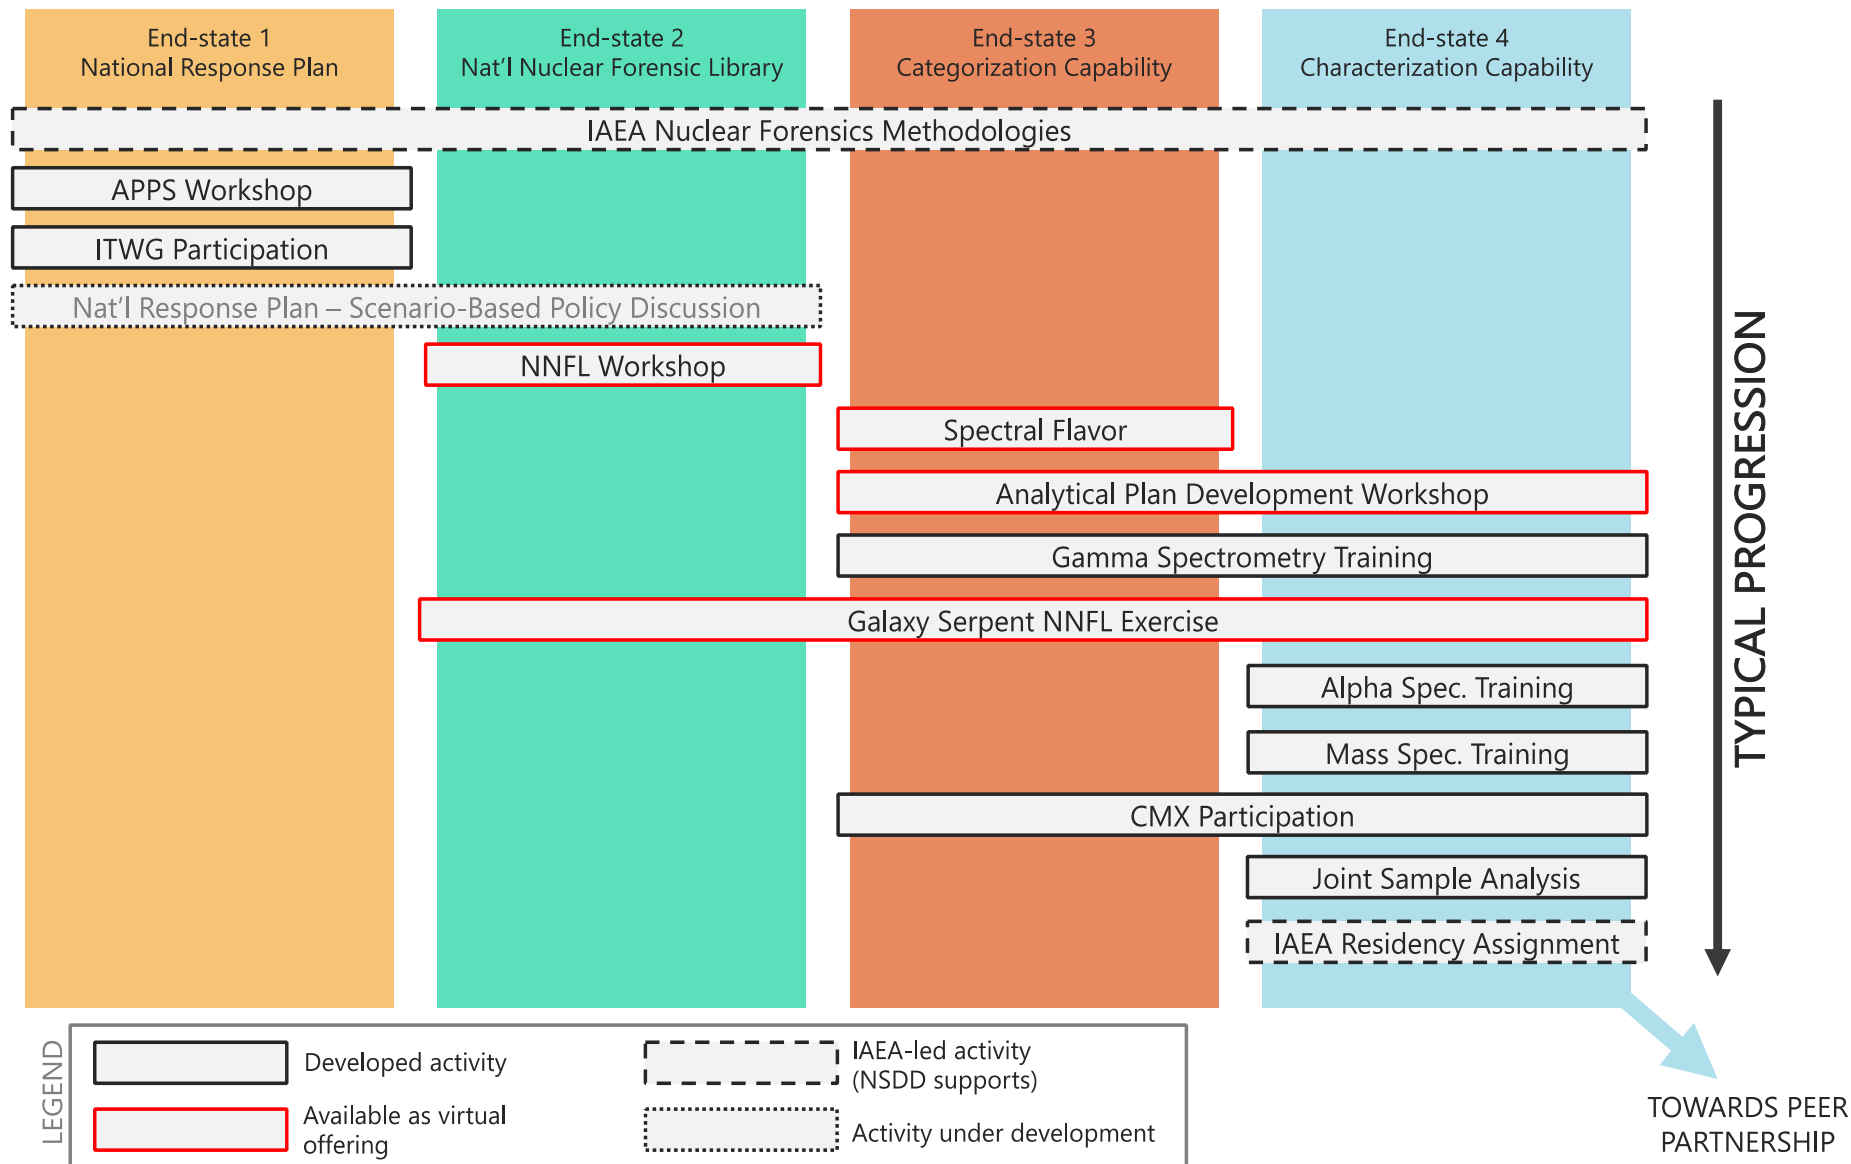 End-state 1
National Response Plan
End-state 2
Nat'l Nuclear Forensic Library
End-state 3
Categorization Capability
End-state 4
Characterization Capability
IAEA Nuclear Forensics Methodologies
APPS Workshop
ITWG Participation
Nat'l Response Plan – Scenario-Based Policy Discussion
NNFL Workshop
Spectral Flavor
Analytical Plan Development Workshop
Gamma Spectrometry Training
Galaxy Serpent NNFL Exercise
Alpha Spec. Training
Mass Spec. Training
CMX Participation
Joint Sample Analysis
IAEA Residency Assignment
TYPICAL PROGRESSION
TOWARDS PEER
PARTNERSHIP
LEGEND
Developed activity
Available as virtual
offering
IAEA-led activity
(NSDD supports)
Activity under development